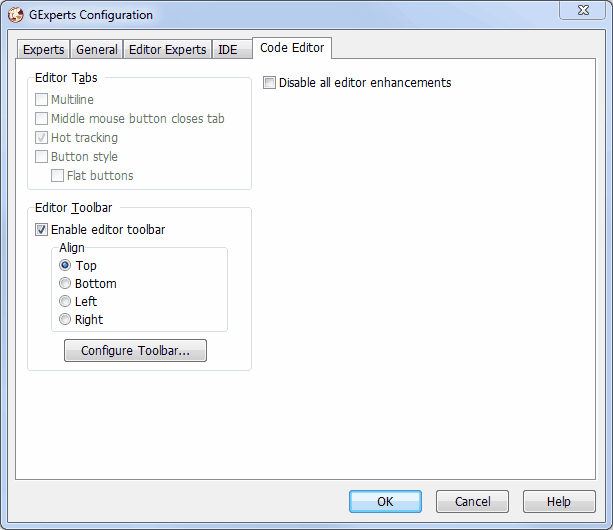 GExperts Configuration
Experts General Editor Experts IDE Code Editor
Editor Tabs
Multiline
Middle mouse button closes tab
Hot tracking
Button style
Flat buttons
Disable all editor enhancements
Editor Toolbar
Enable editor toolbar
Align
Top
Bottom
Left
Right
Configure Toolbar...
OK Cancel Help